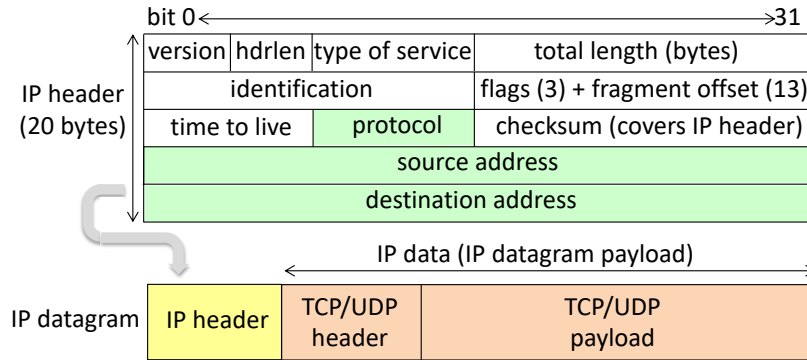 bit 0 31
version hdrlen type of service total length (bytes)
identification flags (3) + fragment offset (13)
IP header
(20 bytes)
time to live protocol checksum (covers IP header)
source address
destination address
IP data (IP datagram payload)
IP datagram
IP header
TCP/UDP
header
TCP/UDP
payload